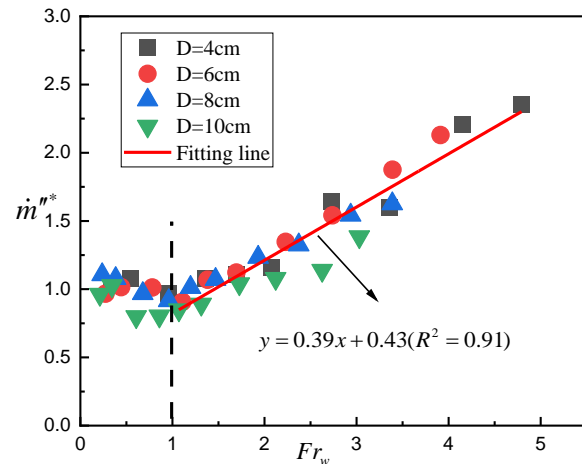 3.0
2.5
2.0
1.5
1.0
0.5
0.0
D=4cm
D=6cm
D=8cm
D=10cm
Fitting line
ṁ″*
y = 0.39x + 0.43(R² = 0.91)
0 1 2 3 4 5
Fr_w